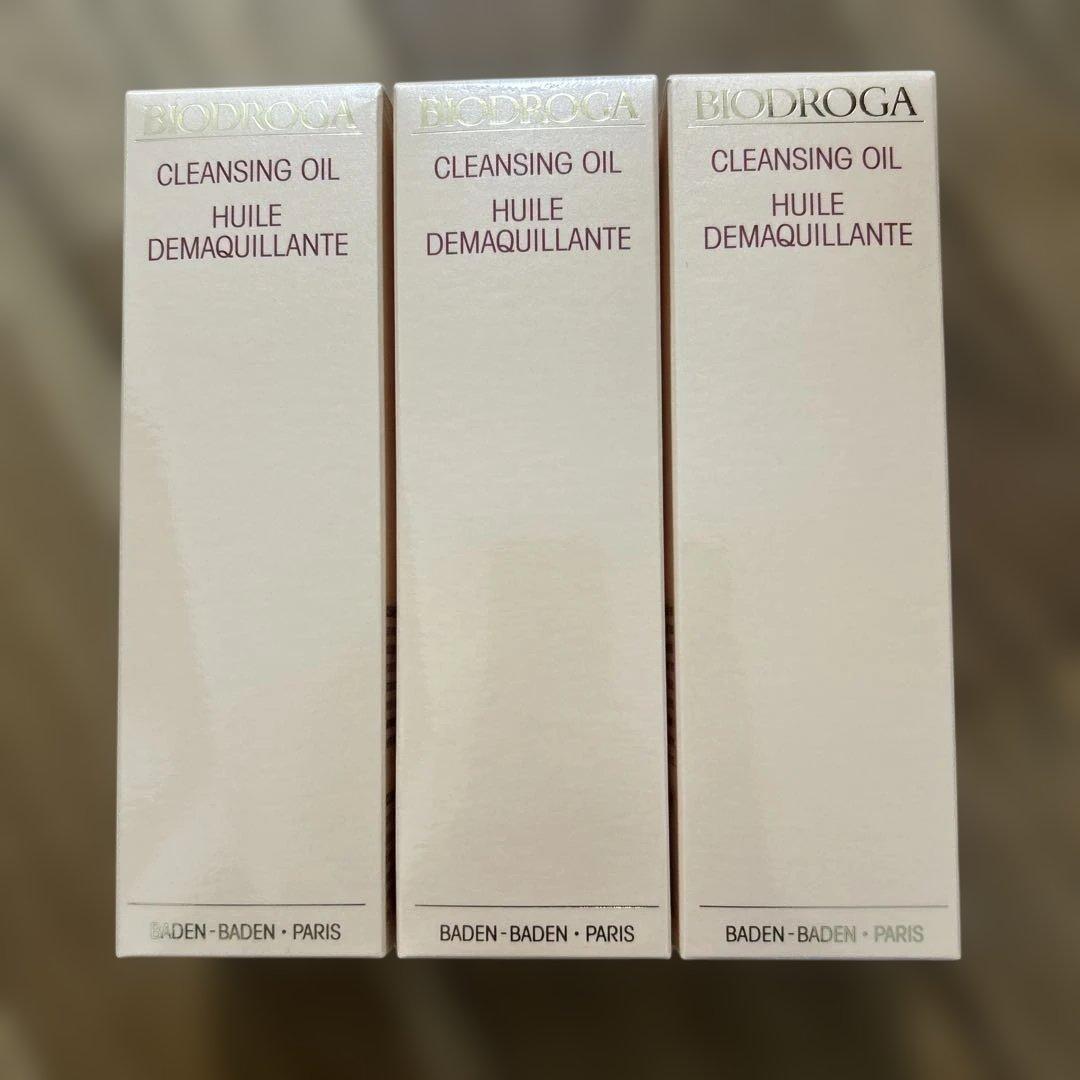 BIODROGA
CLEANSING OIL
HUILE
DEMAQUILLANTE
BADEN-BADEN • PARIS
BIODROGA
CLEANSING OIL
HUILE
DEMAQUILLANTE
BADEN-BADEN • PARIS
BIODROGA
CLEANSING OIL
HUILE
DEMAQUILLANTE
BADEN-BADEN • PARIS